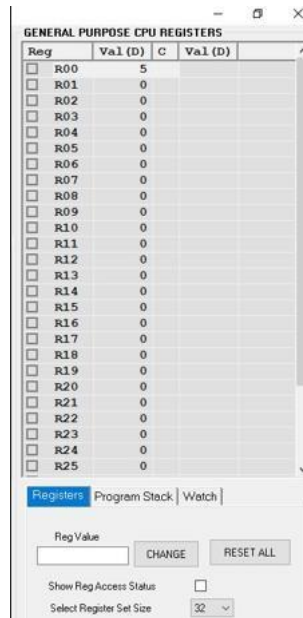 GENERAL PURPOSE CPU REGISTERS
Reg Val (D) C Val (D)
R00 5
R01 0
R02 0
R03 0
R04 0
R05 0
R06 0
R07 0
R08 0
R09 0
R10 0
R11 0
R12 0
R13 0
R14 0
R15 0
R16 0
R17 0
R18 0
R19 0
R20 0
R21 0
R22 0
R23 0
R24 0
R25 0
Registers Program Stack Watch
Reg Value
CHANGE RESET ALL
Show Reg Access Status
Select Register Set Size 32